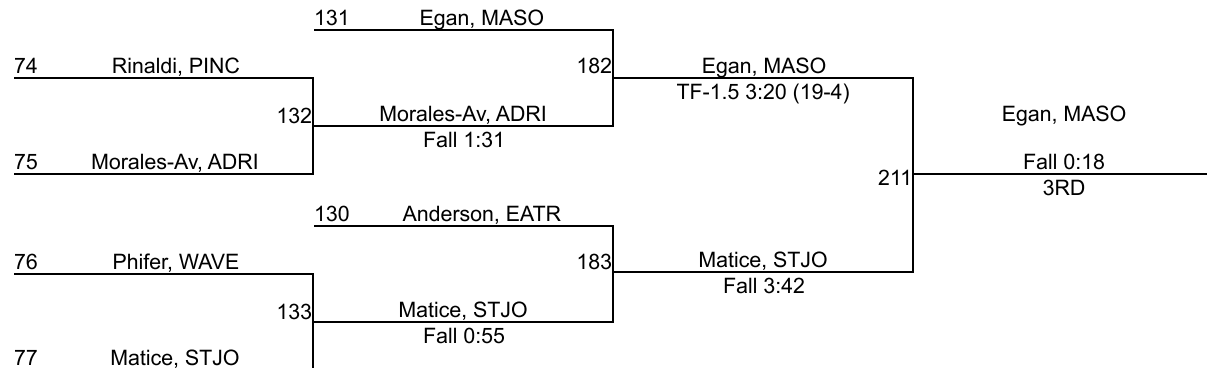 131 Egan, MASO
74 Rinaldi, PINC
182 Egan, MASO
TF-1.5 3:20 (19-4)
132 Morales-Av, ADRI
Egan, MASO
Fall 1:31
75 Morales-Av, ADRI
Fall 0:18
211
3RD
130 Anderson, EATR
76 Phifer, WAVE
183 Matice, STJO
Fall 3:42
133 Matice, STJO
Fall 0:55
77 Matice, STJO